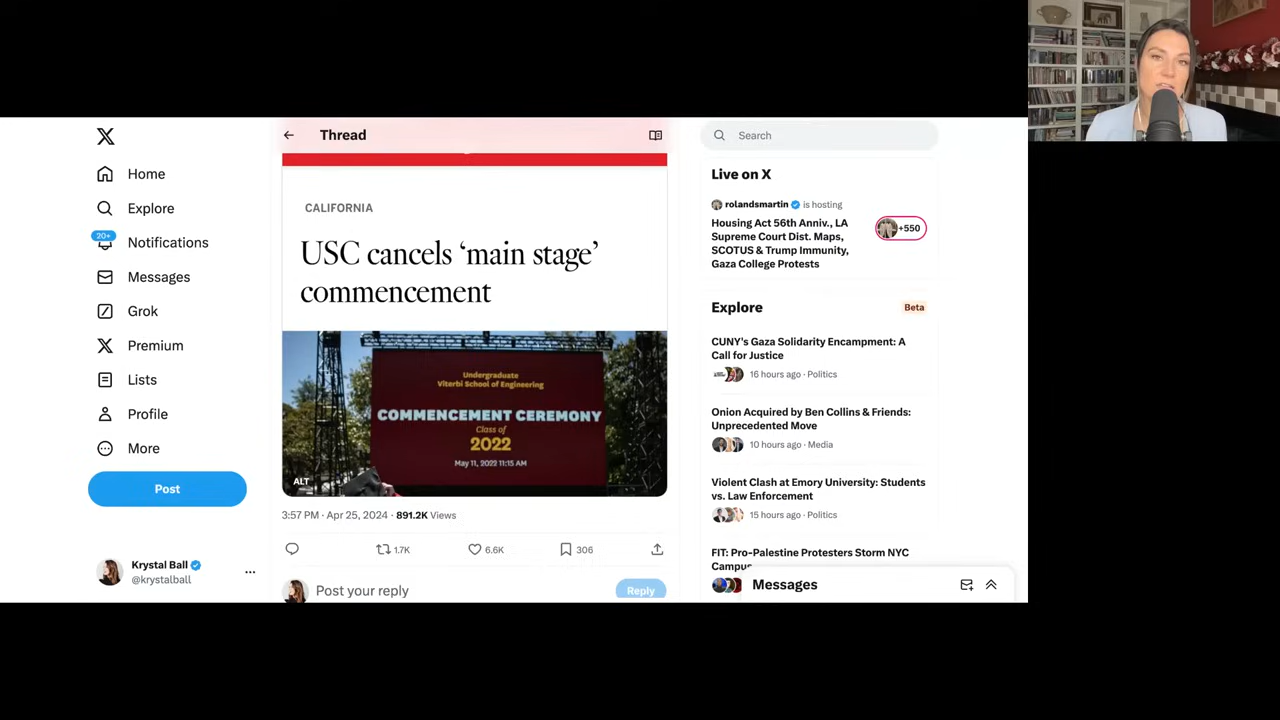 Home
Explore
20+
Notifications
Messages
Grok
Premium
Lists
Profile
More
Post
Krystal Ball
@krystalball
Thread
CALIFORNIA
USC cancels ‘main stage’
commencement
Undergraduate
Viterbi School of Engineering
COMMENCEMENT CEREMONY
Class of
2022
May 11, 2022 11:15 AM
ALT
3:57 PM · Apr 25, 2024 · 891.2K Views
1.7K
6.6K
306
Post your reply
Reply
Search
Live on X
rolandsmartin is hosting
Housing Act 56th Anniv., LA
Supreme Court Dist. Maps,
SCOTUS & Trump Immunity,
Gaza College Protests
+550
Explore
Beta
CUNY's Gaza Solidarity Encampment: A
Call for Justice
16 hours ago · Politics
Onion Acquired by Ben Collins & Friends:
Unprecedented Move
10 hours ago · Media
Violent Clash at Emory University: Students
vs. Law Enforcement
15 hours ago · Politics
FIT: Pro-Palestine Protesters Storm NYC
Campus
Messages